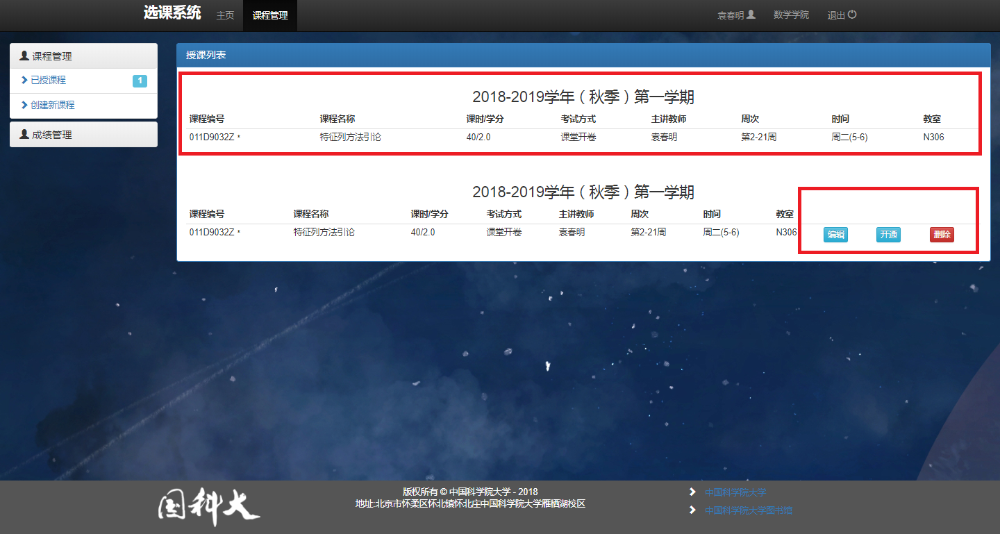 选课系统 主页 课程管理 袁春明 数学学院 退出
课程管理
已授课程 1
创建新课程
成绩管理
授课列表
2018-2019学年（秋季）第一学期
课程编号 课程名称 课时/学分 考试方式 主讲教师 周次 时间 教室
011D9032Z * 特征列方法引论 40/2.0 课堂开卷 袁春明 第2-21周 周二(5-6) N306
2018-2019学年（秋季）第一学期
课程编号 课程名称 课时/学分 考试方式 主讲教师 周次 时间 教室
011D9032Z * 特征列方法引论 40/2.0 课堂开卷 袁春明 第2-21周 周二(5-6) N306 编辑 开通 删除
国科大
版权所有 © 中国科学院大学 - 2018
地址:北京市怀柔区怀北镇怀北庄中国科学院大学雁栖湖校区
中国科学院大学
中国科学院大学图书馆